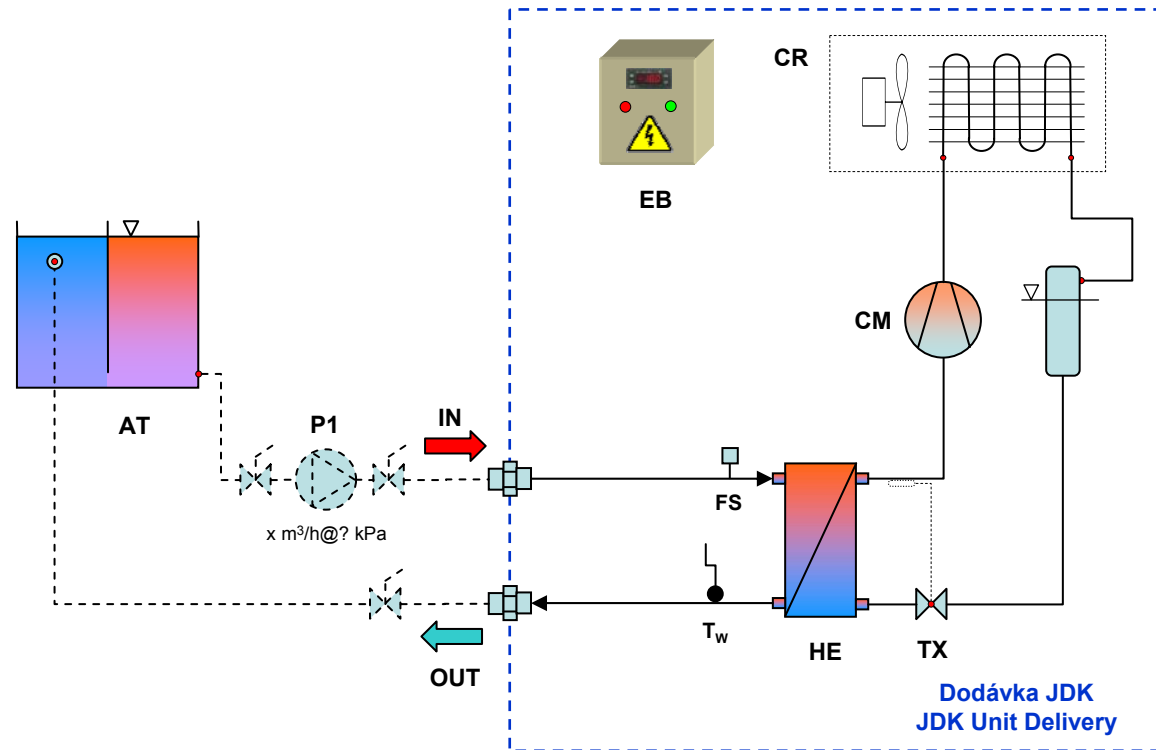 CR
EB
CM
AT
P1
IN
x m³/h@? kPa
FS
T_w
OUT
HE
TX
Dodávka JDK
JDK Unit Delivery